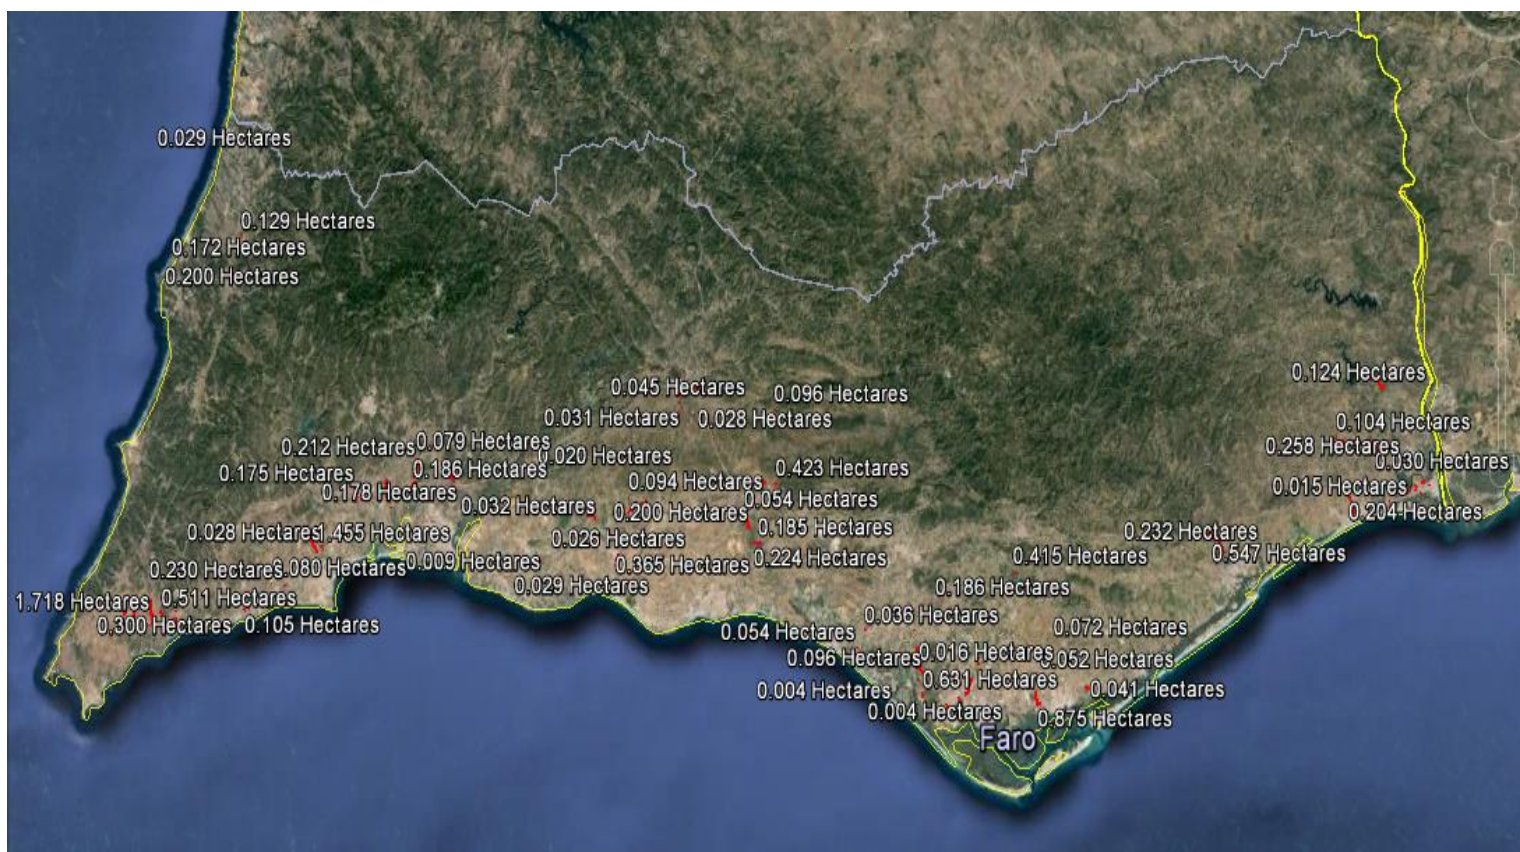 0.029 Hectares
0.129 Hectares
0.172 Hectares
0.200 Hectares
0.124 Hectares
0.045 Hectares
0.096 Hectares
0.031 Hectares
0.028 Hectares
0.104 Hectares
0.212 Hectares
0.079 Hectares
0.258 Hectares
0.020 Hectares
0.030 Hectares
0.175 Hectares
0.186 Hectares
0.423 Hectares
0.094 Hectares
0.178 Hectares
0.015 Hectares
0.054 Hectares
0.032 Hectares
0.200 Hectares
0.204 Hectares
0.185 Hectares
0.028 Hectares
1.455 Hectares
0.232 Hectares
0.026 Hectares
0.547 Hectares
0.415 Hectares
0.224 Hectares
0.009 Hectares
0.365 Hectares
0.230 Hectares
.080 Hectares
0.029 Hectares
0.186 Hectares
1.718 Hectares
0.511 Hectares
0.036 Hectares
0.300 Hectares
0.105 Hectares
0.072 Hectares
0.054 Hectares
0.016 Hectares
0.096 Hectares
0.052 Hectares
0.631 Hectares
0.004 Hectares
0.041 Hectares
0.004 Hectares
0.875 Hectares
Faro